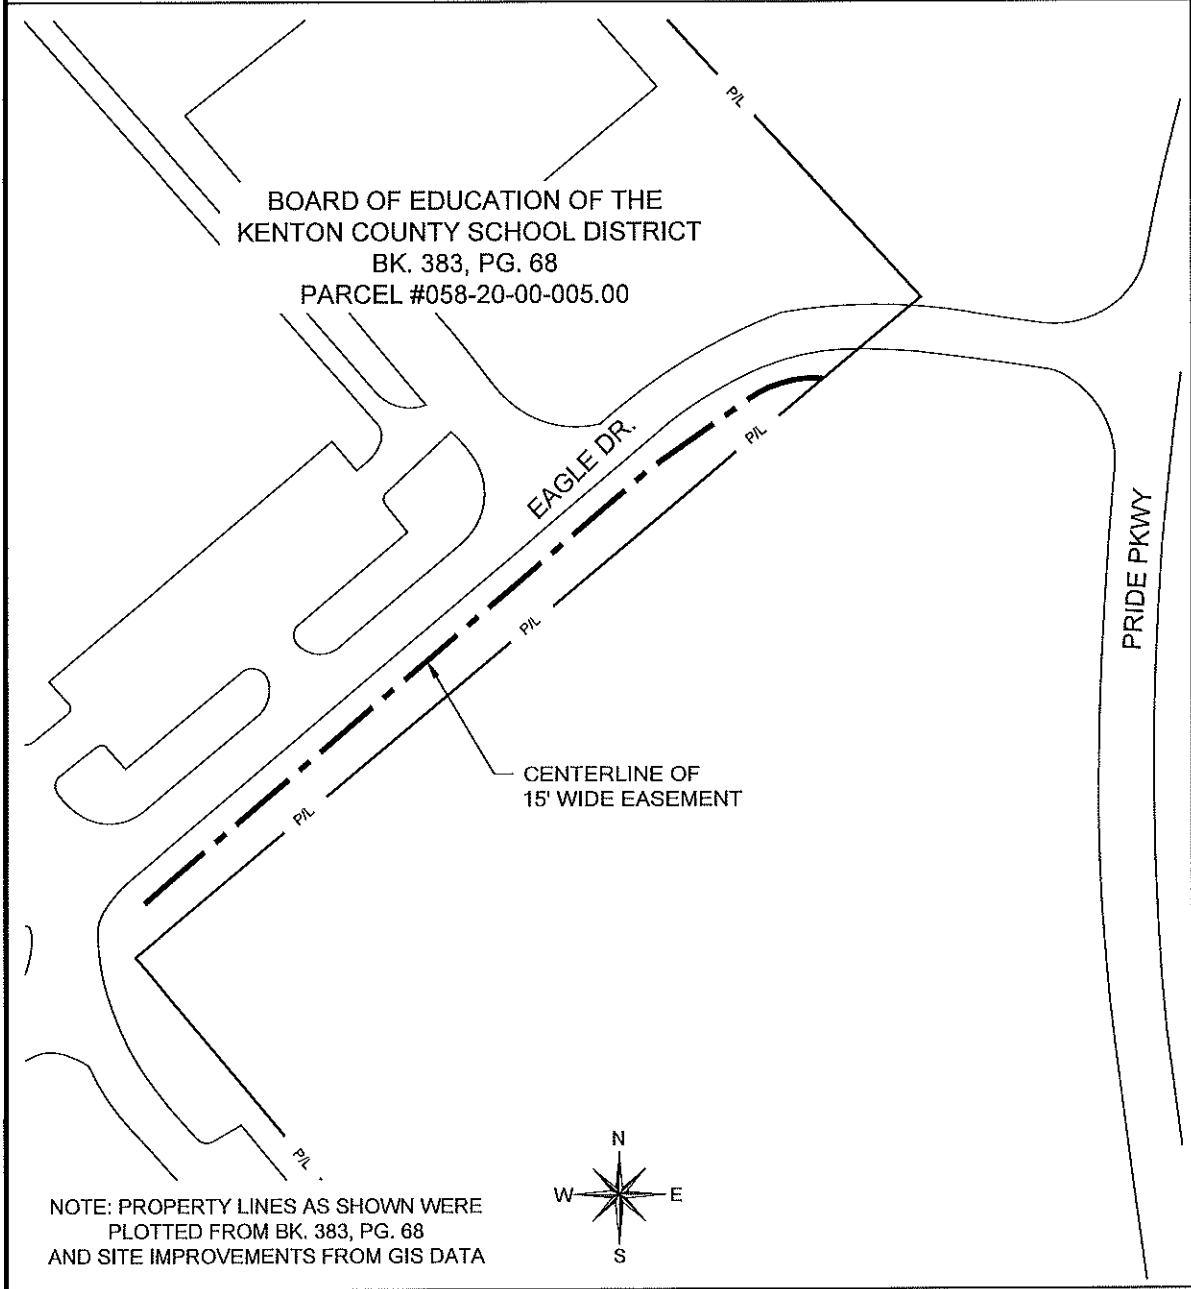 P/L
BOARD OF EDUCATION OF THE
KENTON COUNTY SCHOOL DISTRICT
BK. 383, PG. 68
PARCEL #058-20-00-005.00
EAGLE DR.
P/L
PRIDE PKWY
P/L
CENTERLINE OF
15' WIDE EASEMENT
P/L
P/L
N
W
E
S
NOTE: PROPERTY LINES AS SHOWN WERE
PLOTTED FROM BK. 383, PG. 68
AND SITE IMPROVEMENTS FROM GIS DATA